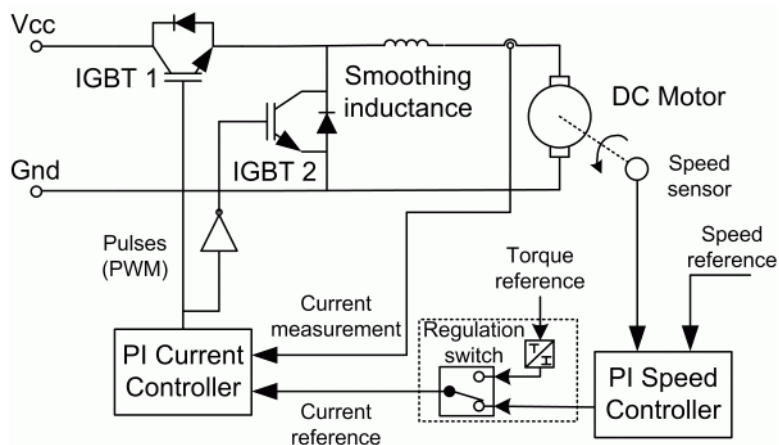 Vcc
IGBT 1
Smoothing
inductance
DC Motor
IGBT 2
Gnd
Speed
sensor
Pulses
(PWM)
Speed
reference
Torque
reference
Current
measurement
Regulation
switch
T
I
PI Current
Controller
PI Speed
Controller
Current
reference